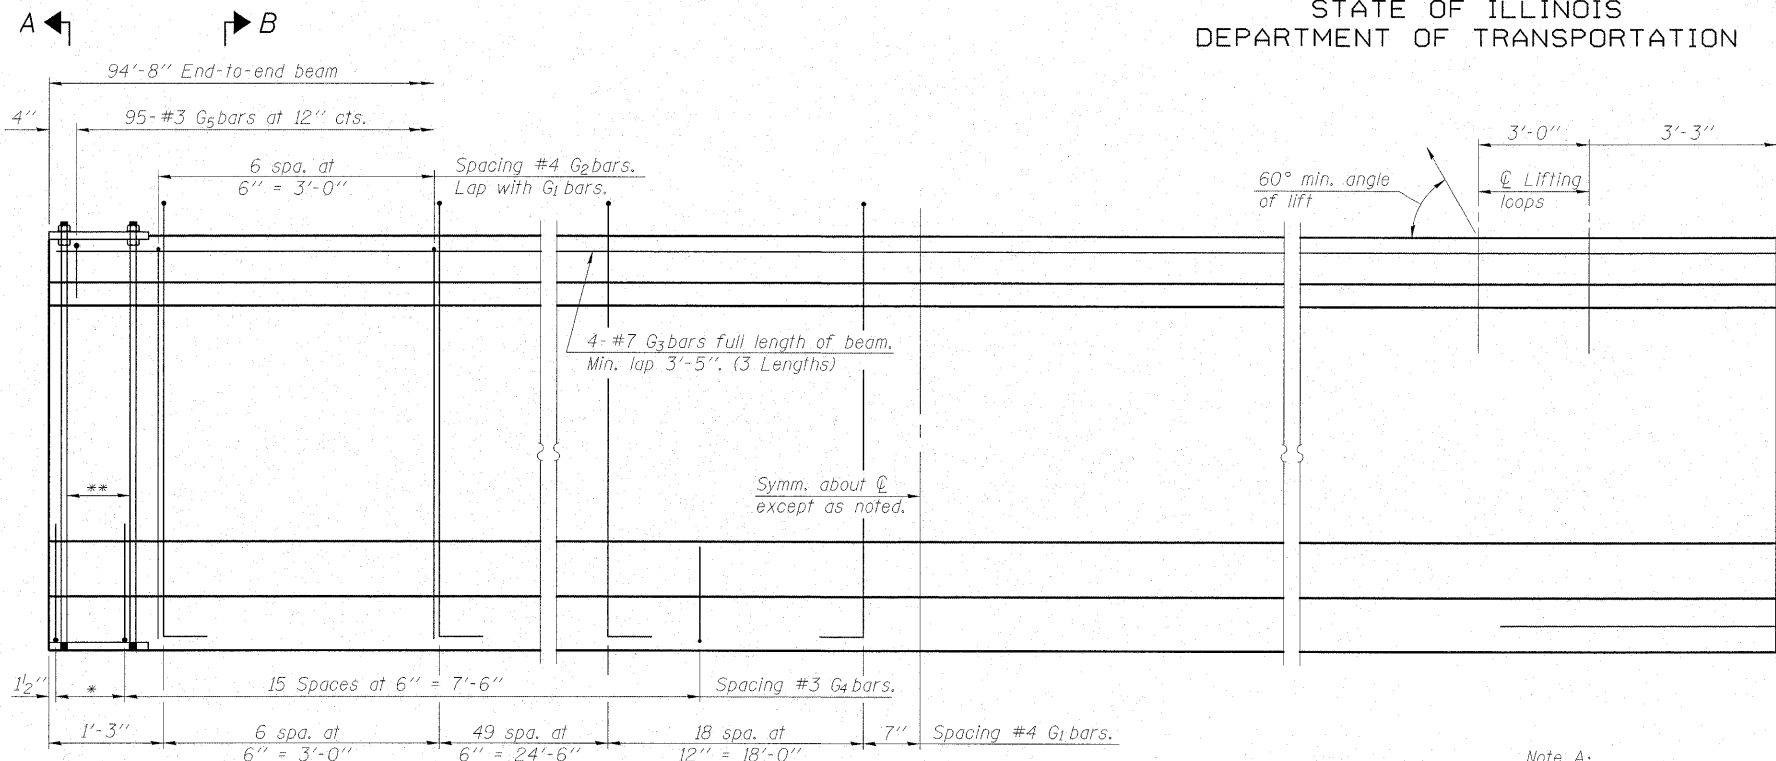 STATE OF ILLINOIS
DEPARTMENT OF TRANSPORTATION
A
B
94'-8" End-to-end beam
4"
95-#3 G5 bars at 12" cts.
6 spa. at
6" = 3'-0"
Spacing #4 G2 bars.
Lap with G1 bars.
3'-0"
3'-3"
60° min. angle
of lift
℄ Lifting
loops
4-#7 G3 bars full length of beam.
Min. lap 3'-5". (3 Lengths)
**
Symm. about ℄
except as noted.
1½"
*
15 Spaces at 6" = 7'-6"
Spacing #3 G4 bars.
1'-3"
6 spa. at
6" = 3'-0"
49 spa. at
6" = 24'-6"
18 spa. at
12" = 18'-0"
7"
Spacing #4 G1 bars.
Note A: